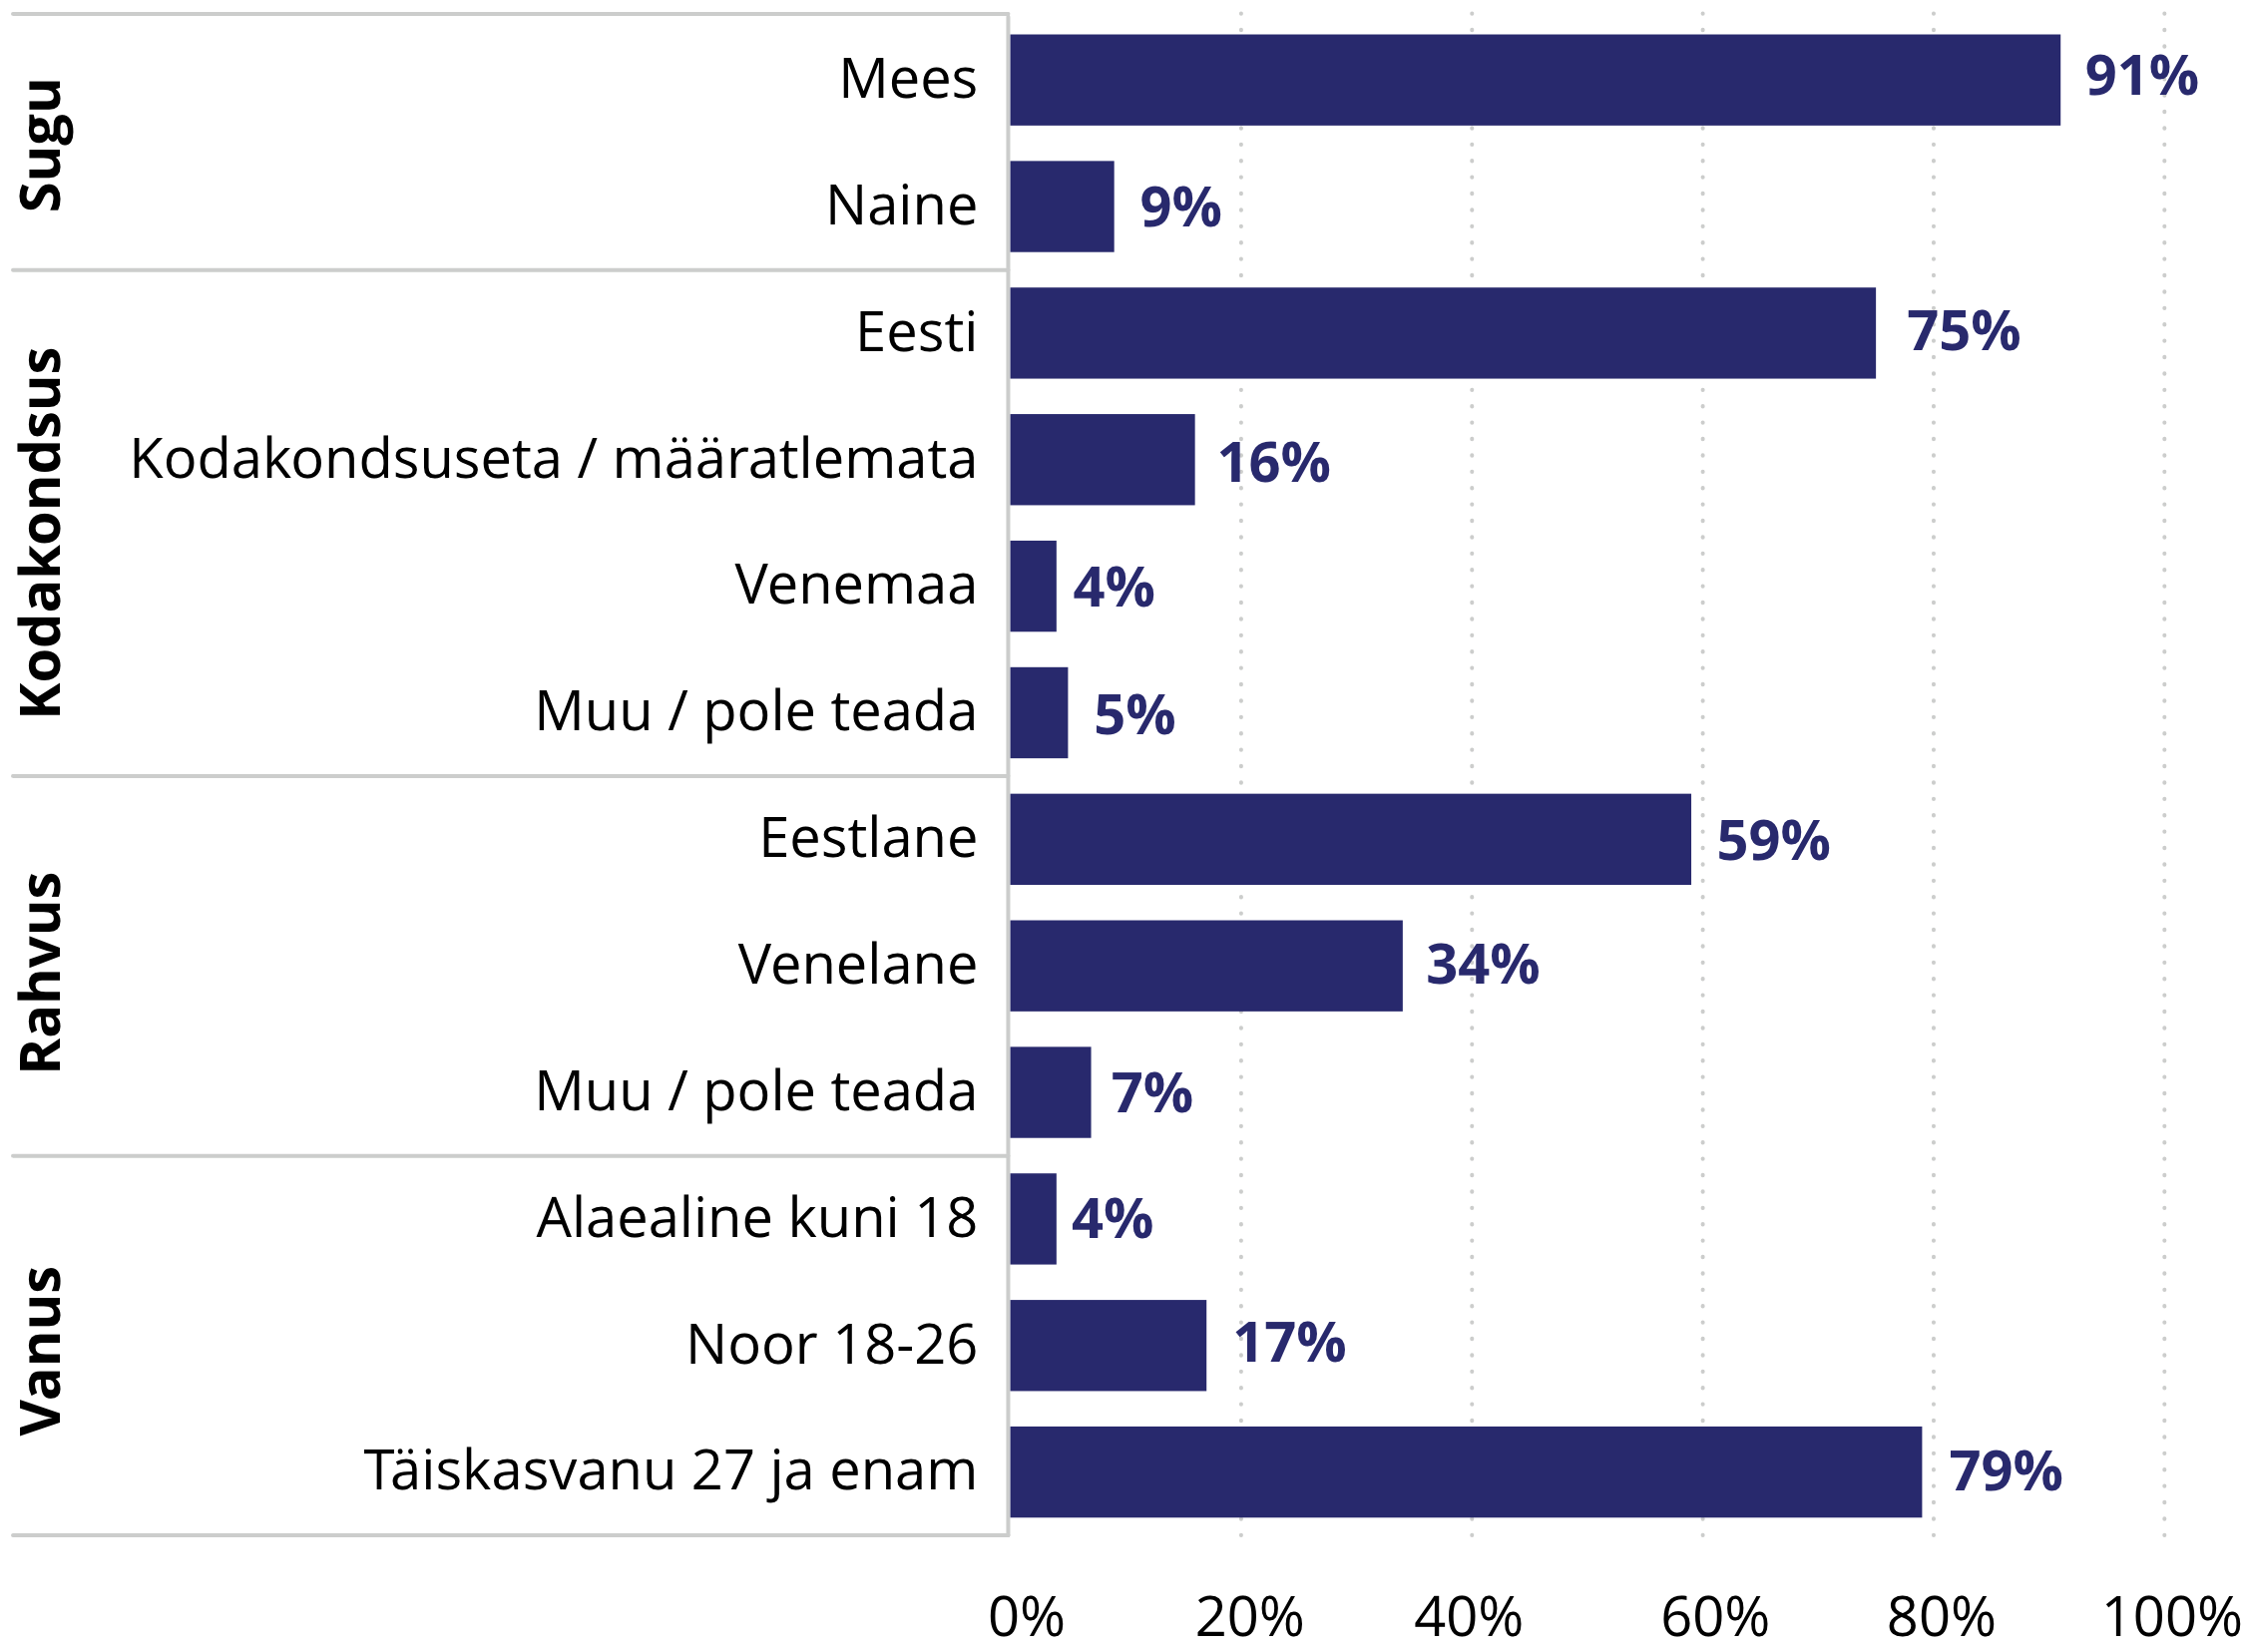 Sugu
Mees 91%
Naine 9%
Kodakondsus
Eesti 75%
Kodakondsuseta / määratlemata 16%
Venemaa 4%
Muu / pole teada 5%
Rahvus
Eestlane 59%
Venelane 34%
Muu / pole teada 7%
Vanus
Alaealine kuni 18 4%
Noor 18-26 17%
Täiskasvanu 27 ja enam 79%
0% 20% 40% 60% 80% 100%